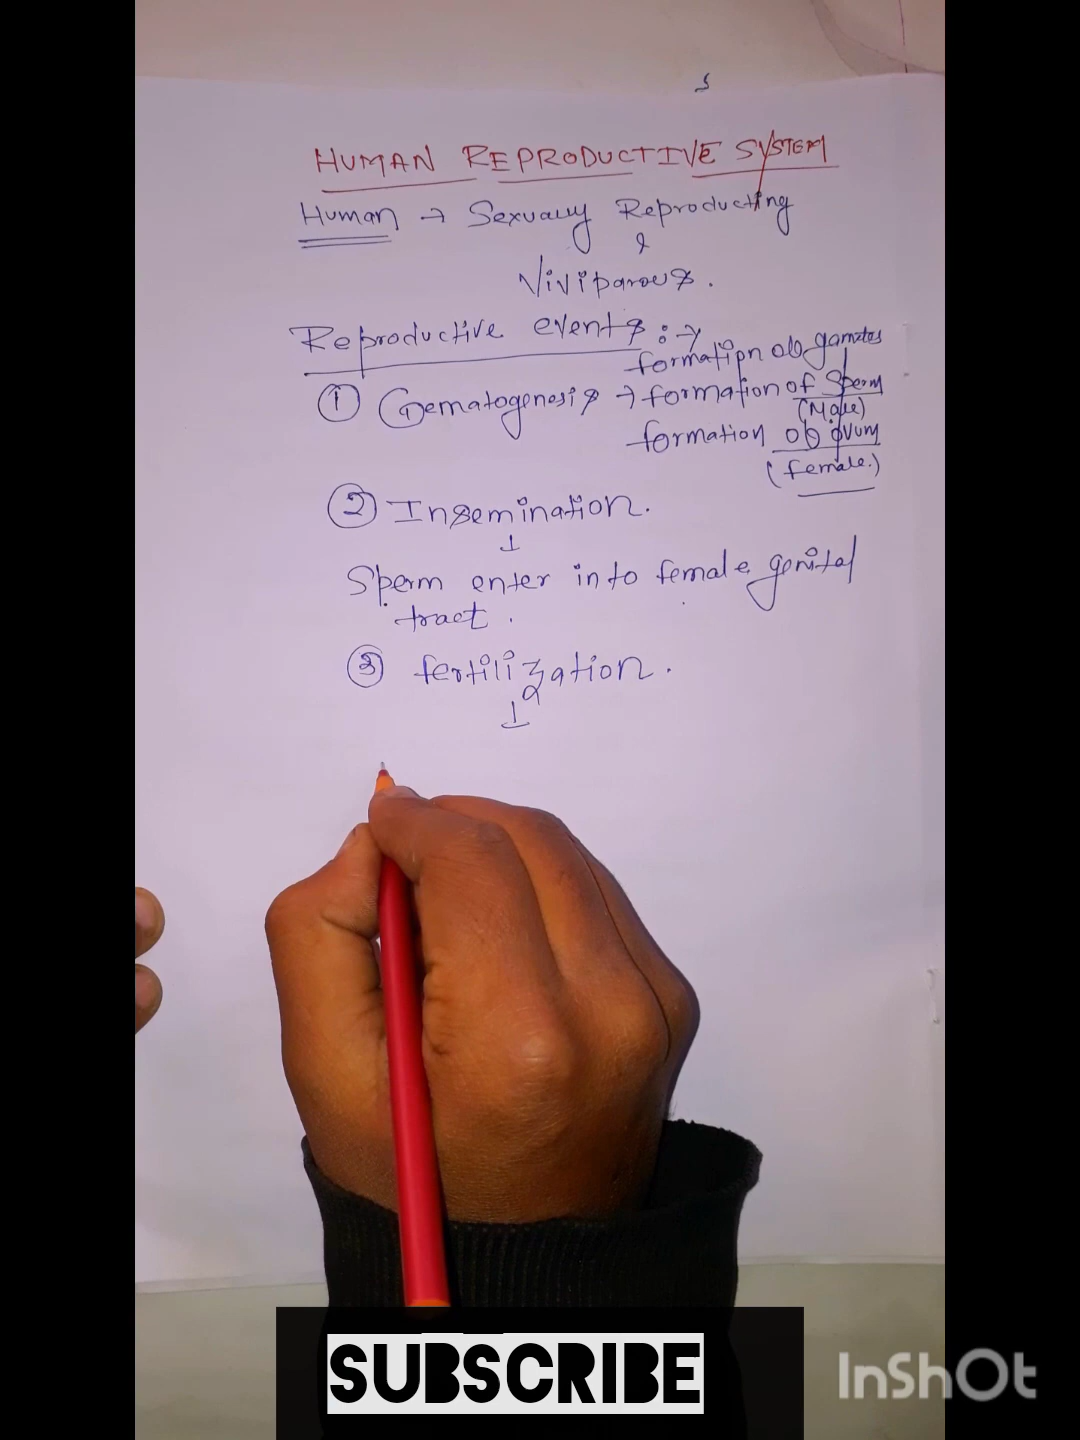 HUMAN REPRODUCTIVE SYSTEM
Human → Sexually Reproducting
&
Viviparous.
Reproductive events :→
formation of gametes
① Gematogenesis → formation of Sperm
(Male)
formation of ovum
(female.)
② Insemination.
↓
Sperm enter into female genital
tract.
③ fertilization.
↓
SUBSCRIBE
InShOt